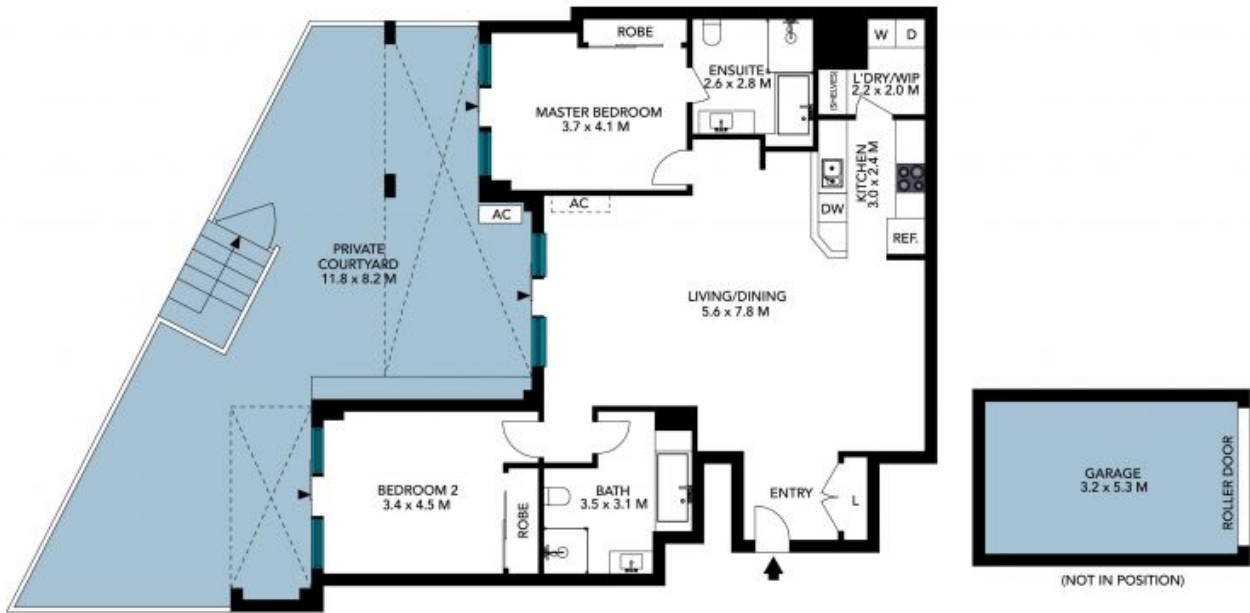 ROBE
W D
ENSUITE
2.6 x 2.8 M
(SHELVES)
L'DRY/WIP
2.2 x 2.0 M
MASTER BEDROOM
3.7 x 4.1 M
KITCHEN
3.0 x 2.4 M
DW
REF.
AC
AC
PRIVATE
COURTYARD
11.8 x 8.2 M
LIVING/DINING
5.6 x 7.8 M
BEDROOM 2
3.4 x 4.5 M
ROBE
BATH
3.5 x 3.1 M
ENTRY
L
GARAGE
3.2 x 5.3 M
ROLLER DOOR
(NOT IN POSITION)